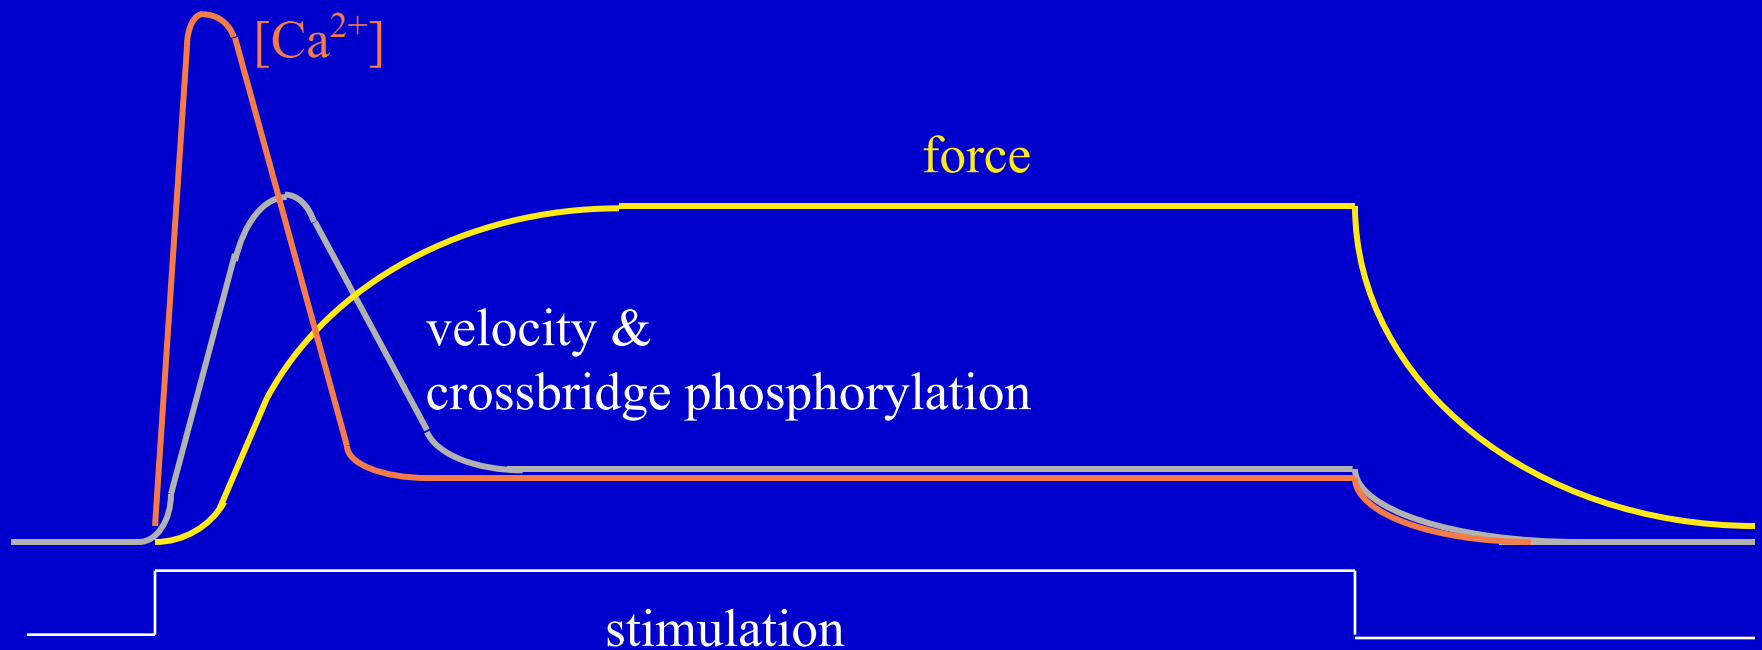 [Ca²⁺]
force
velocity &
crossbridge phosphorylation
stimulation